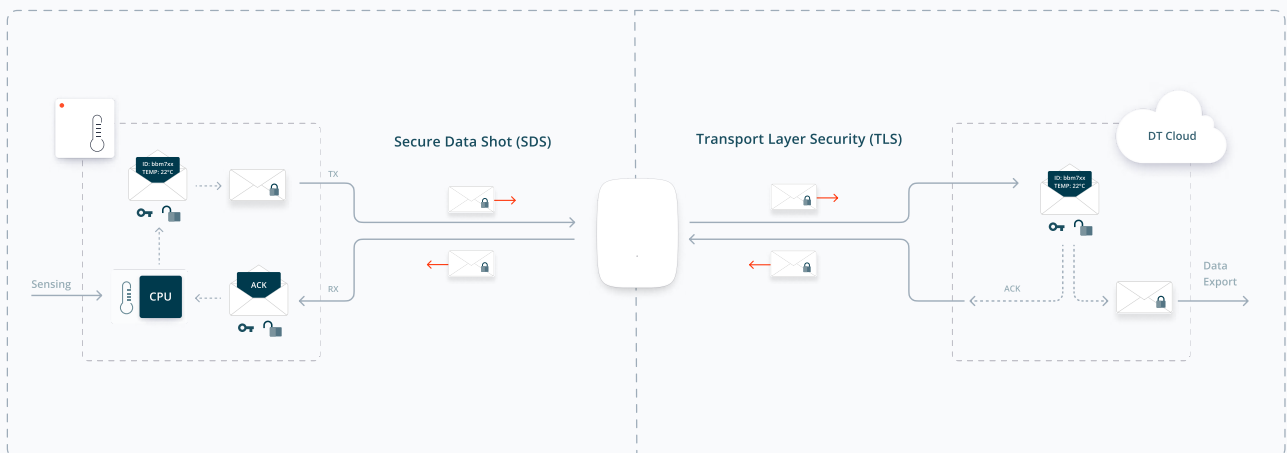 Secure Data Shot (SDS)
Transport Layer Security (TLS)
DT Cloud
ID: bbm7xx
TEMP: 22°C
TX
ID: bbm7xx
TEMP: 22°C
Sensing
CPU
ACK
RX
ACK
Data
Export